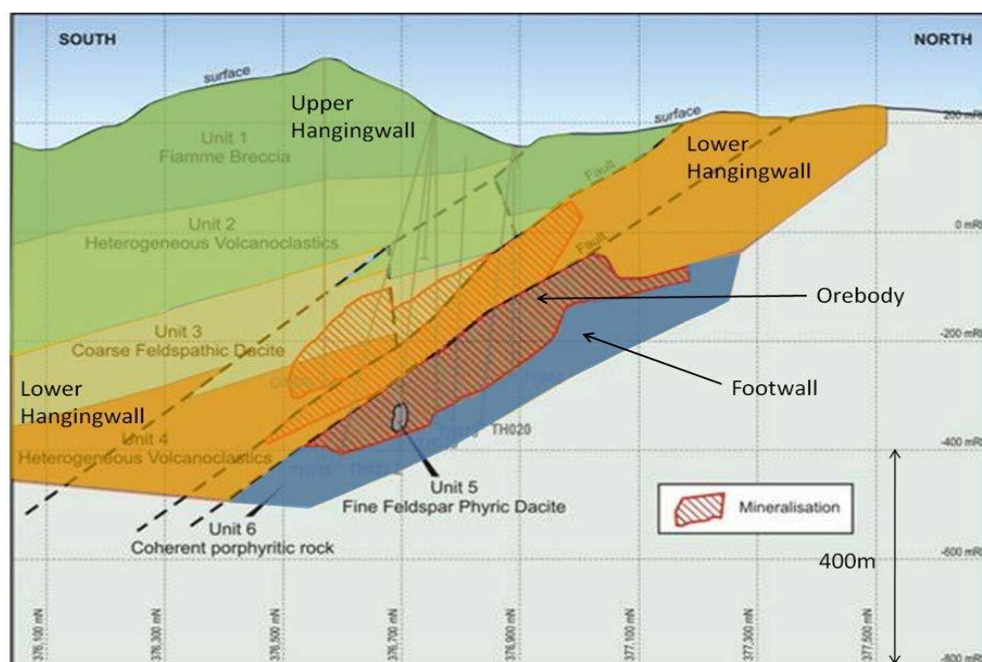 SOUTH
NORTH
surface
Upper
Hangingwall
surface
200 mRl
Unit 1
Fiamme Breccia
Lower
Hangingwall
Fault
Unit 2
Heterogeneous Volcanoclastics
0 mRl
Fault
Orebody
Unit 3
Coarse Feldspathic Dacite
-200 mRl
Footwall
Lower
Hangingwall
Unit 4
Heterogeneous Volcanoclastics
TH020
-400 mRl
Unit 5
Fine Feldspar Phyric Dacite
Mineralisation
Unit 6
Coherent porphyritic rock
400m
-600 mRl
376,100 mN
376,300 mN
376,500 mN
376,700 mN
376,900 mN
377,100 mN
377,300 mN
377,500 mN
-800 mRl